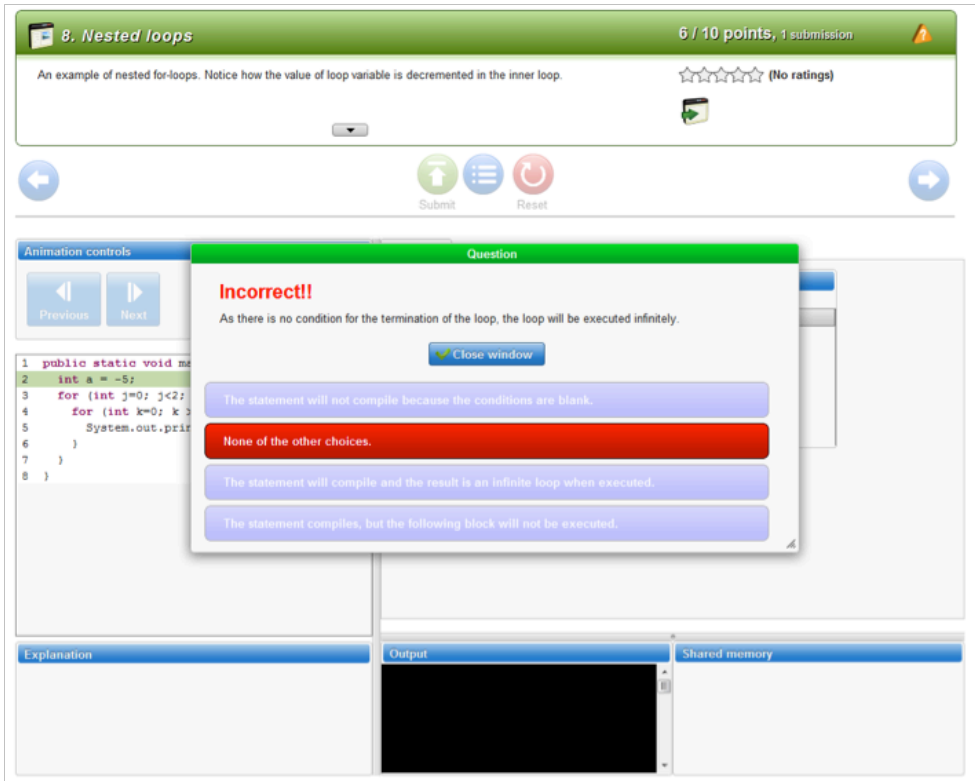 8. Nested loops
6 / 10 points, 1 submission
An example of nested for-loops. Notice how the value of loop variable is decremented in the inner loop.
(No ratings)
Submit
Reset
Animation controls
Previous
Next
Question
Incorrect!!
As there is no condition for the termination of the loop, the loop will be executed infinitely.
Close window
The statement will not compile because the conditions are blank.
None of the other choices.
The statement will compile and the result is an infinite loop when executed.
The statement compiles, but the following block will not be executed.
1 public static void ma
2 int a = -5;
3 for (int j=0; j<2;
4 for (int k=0; k >
5 System.out.prin
6 }
7 }
8 }
Explanation
Output
Shared memory